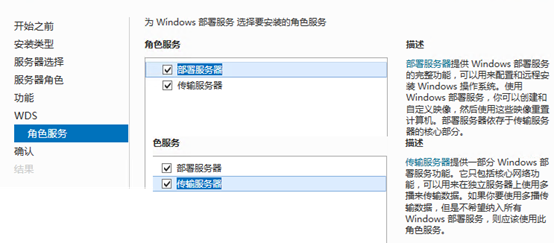 为 Windows 部署服务 选择要安装的角色服务
开始之前
安装类型
服务器选择
服务器角色
功能
WDS
角色服务
确认
结果
角色服务
部署服务器
传输服务器
描述
部署服务器提供 Windows 部署服务
的完整功能，可以用来配置和远程安
装 Windows 操作系统。使用
Windows 部署服务，你可以创建和
自定义映像，然后使用这些映像重置
计算机。部署服务器依存于传输服务器
的核心部分。
色服务
部署服务器
传输服务器
描述
传输服务器提供一部分 Windows 部
署服务功能。它只包括核心网络功
能，可以用来在独立服务器上使用多
播来传输数据。如果你要使用多播传
输数据，但是不希望纳入所有
Windows 部署服务，则应该使用此
角色服务。